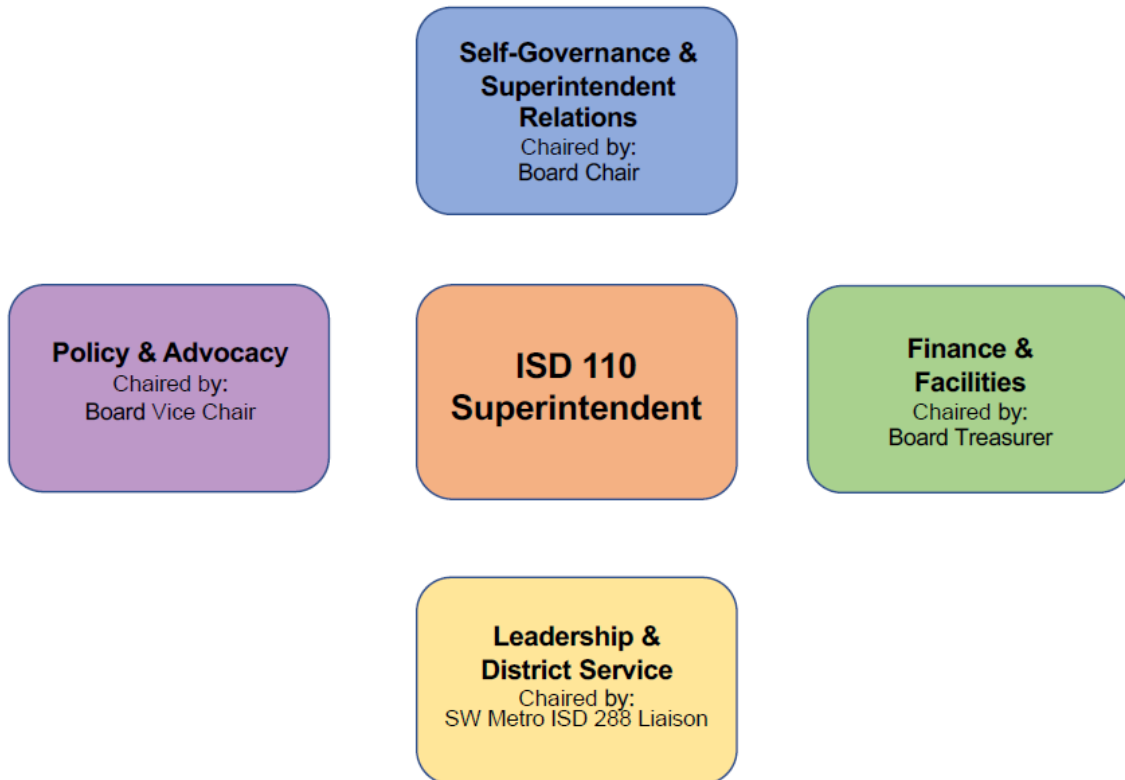 Self-Governance &
Superintendent
Relations
Chaired by:
Board Chair
Policy & Advocacy
Chaired by:
Board Vice Chair
ISD 110
Superintendent
Finance &
Facilities
Chaired by:
Board Treasurer
Leadership &
District Service
Chaired by:
SW Metro ISD 288 Liaison